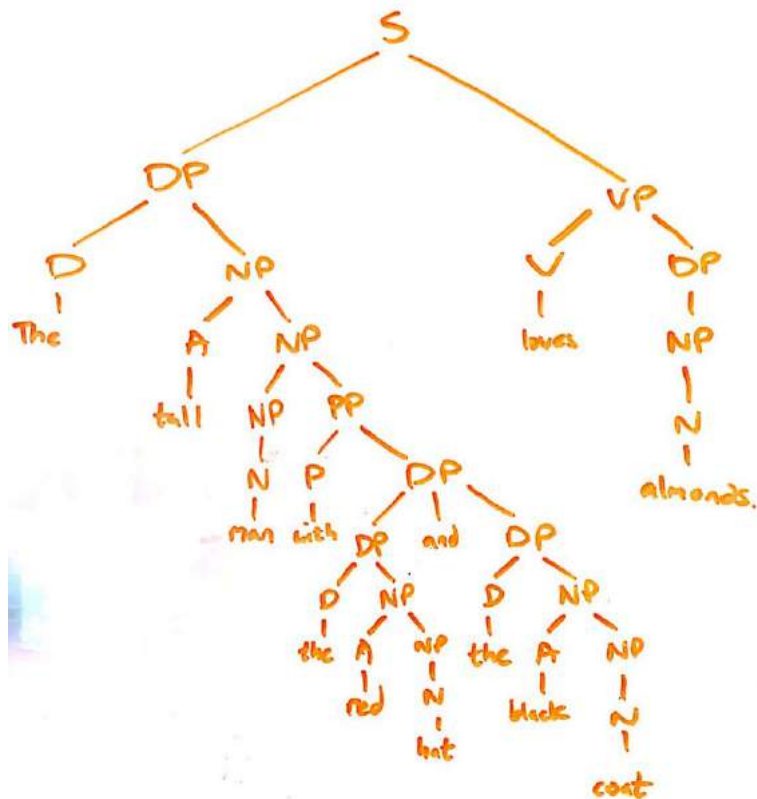 S
DP VP
D NP V DP
The A NP loves NP
tall NP PP N
N P DP almonds.
man with DP and DP
D NP D NP
the A NP the A NP
red N black N
hat coat